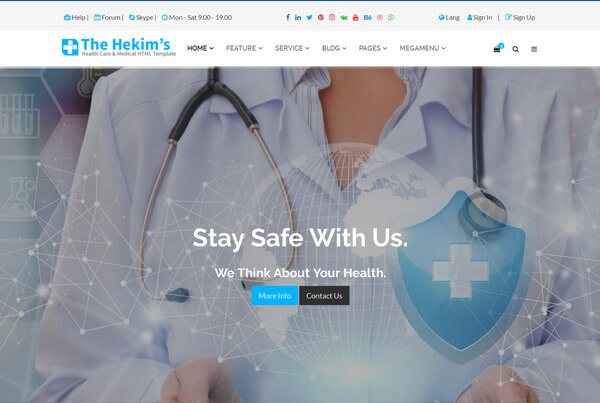 Help | Forum | Skype | Mon - Sat 9.00 - 19.00 Lang Sign In | Sign Up
The Hekim's
Health Care & Medical HTML Template
HOME FEATURE SERVICE BLOG PAGES MEGAMENU
Stay Safe With Us.
We Think About Your Health.
More Info Contact Us